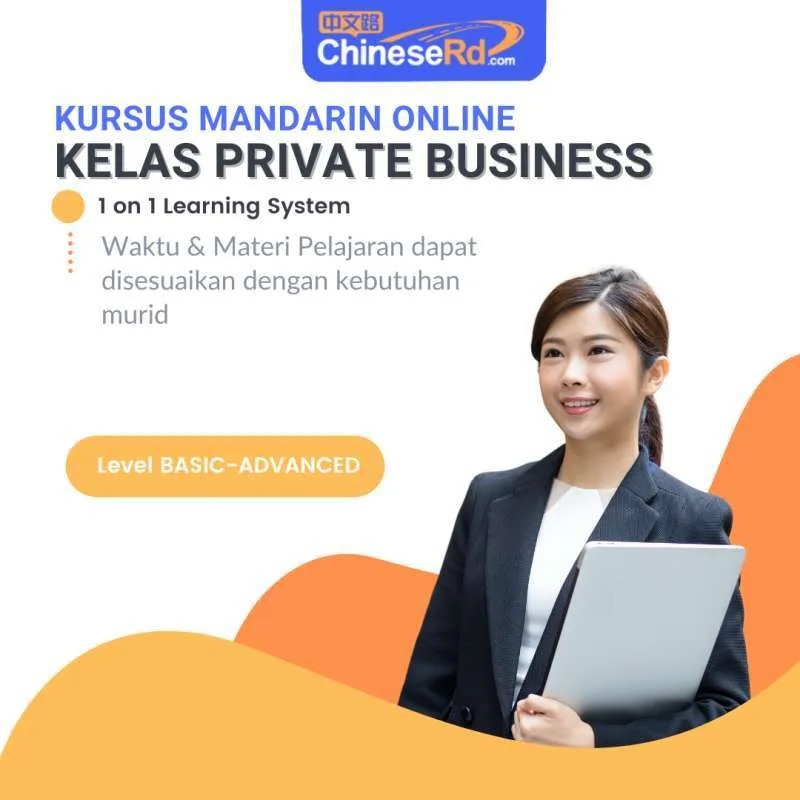 中文路
ChineseRd.com
KURSUS MANDARIN ONLINE
KELAS PRIVATE BUSINESS
1 on 1 Learning System
Waktu & Materi Pelajaran dapat
disesuaikan dengan kebutuhan
murid
Level BASIC-ADVANCED